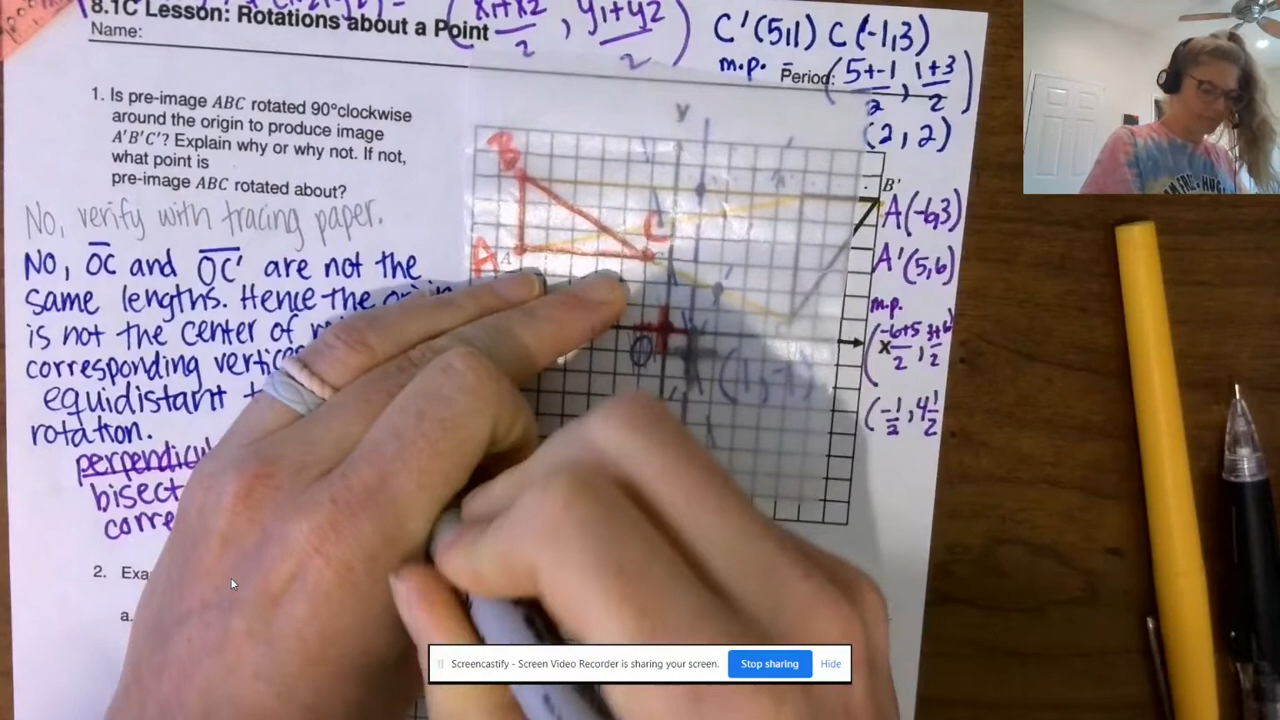 8.1C Lesson: Rotations about a Point
Name:
Period:
(x1+x2/2, y1+y2/2)
C'(5,1) C(-1,3)
m.p. (5+-1/2, 1+3/2)
(2,2)
1. Is pre-image ABC rotated 90°clockwise
around the origin to produce image
A'B'C'? Explain why or why not. If not,
what point is
pre-image ABC rotated about?
No, verify with tracing paper.
No, OC and OC' are not the
same lengths. Hence the
is not the center of
corresponding
equidistant
rotation.
bisect
y
B
A
A
C
B'
x
A(-6,3)
A'(5,6)
m.p.
(-6+5/2, 3+6/2)
(-1/2, 4 1/2
2.
a.
Screencastify - Screen Video Recorder is sharing your screen.
Stop sharing
Hide